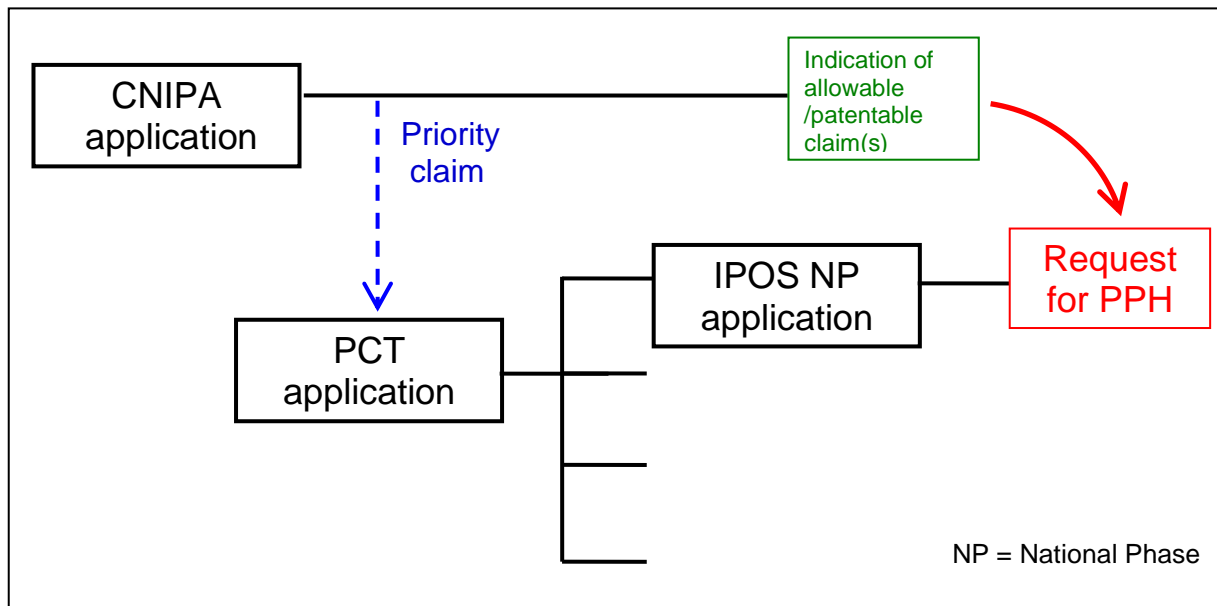 CNIPA
application
Indication of
allowable
/patentable
claim(s)
Priority
claim
IPOS NP
application
Request
for PPH
PCT
application
NP = National Phase